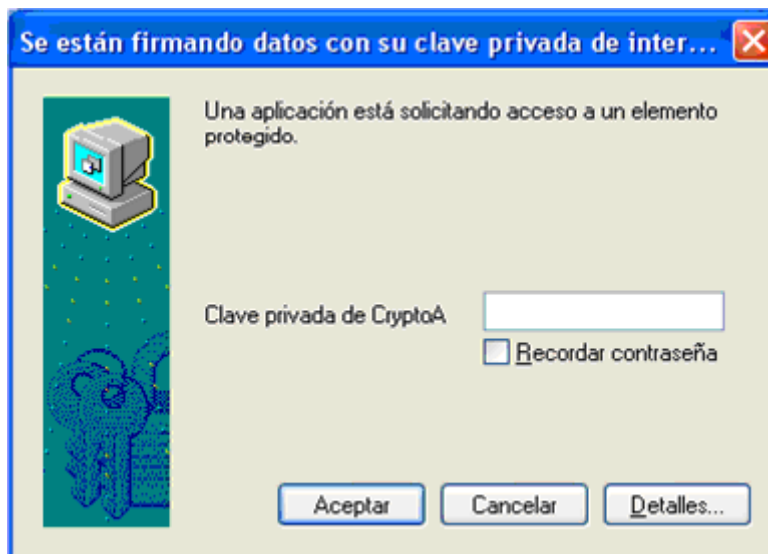 Se están firmando datos con su clave privada de inter...
Una aplicación está solicitando acceso a un elemento
protegido.
Clave privada de CryptoA
Recordar contraseña
Aceptar
Cancelar
Detalles...